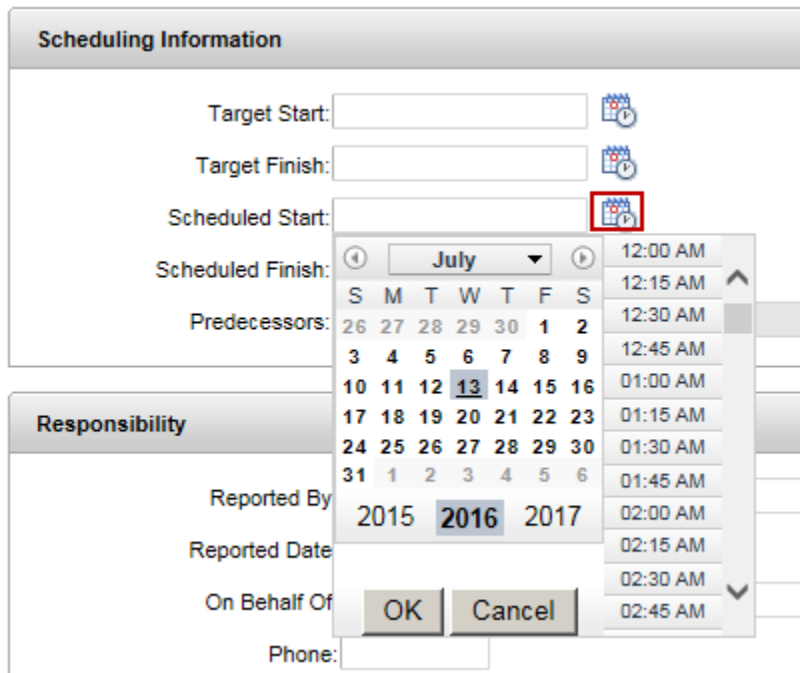 Scheduling Information
Target Start:
Target Finish:
Scheduled Start:
Scheduled Finish:
Predecessors:
July
S M T W T F S
26 27 28 29 30 1 2
3 4 5 6 7 8 9
10 11 12 13 14 15 16
17 18 19 20 21 22 23
24 25 26 27 28 29 30
31 1 2 3 4 5 6
2015 2016 2017
OK Cancel
12:00 AM
12:15 AM
12:30 AM
12:45 AM
01:00 AM
01:15 AM
01:30 AM
01:45 AM
02:00 AM
02:15 AM
02:30 AM
02:45 AM
Responsibility
Reported By
Reported Date
On Behalf Of
Phone: